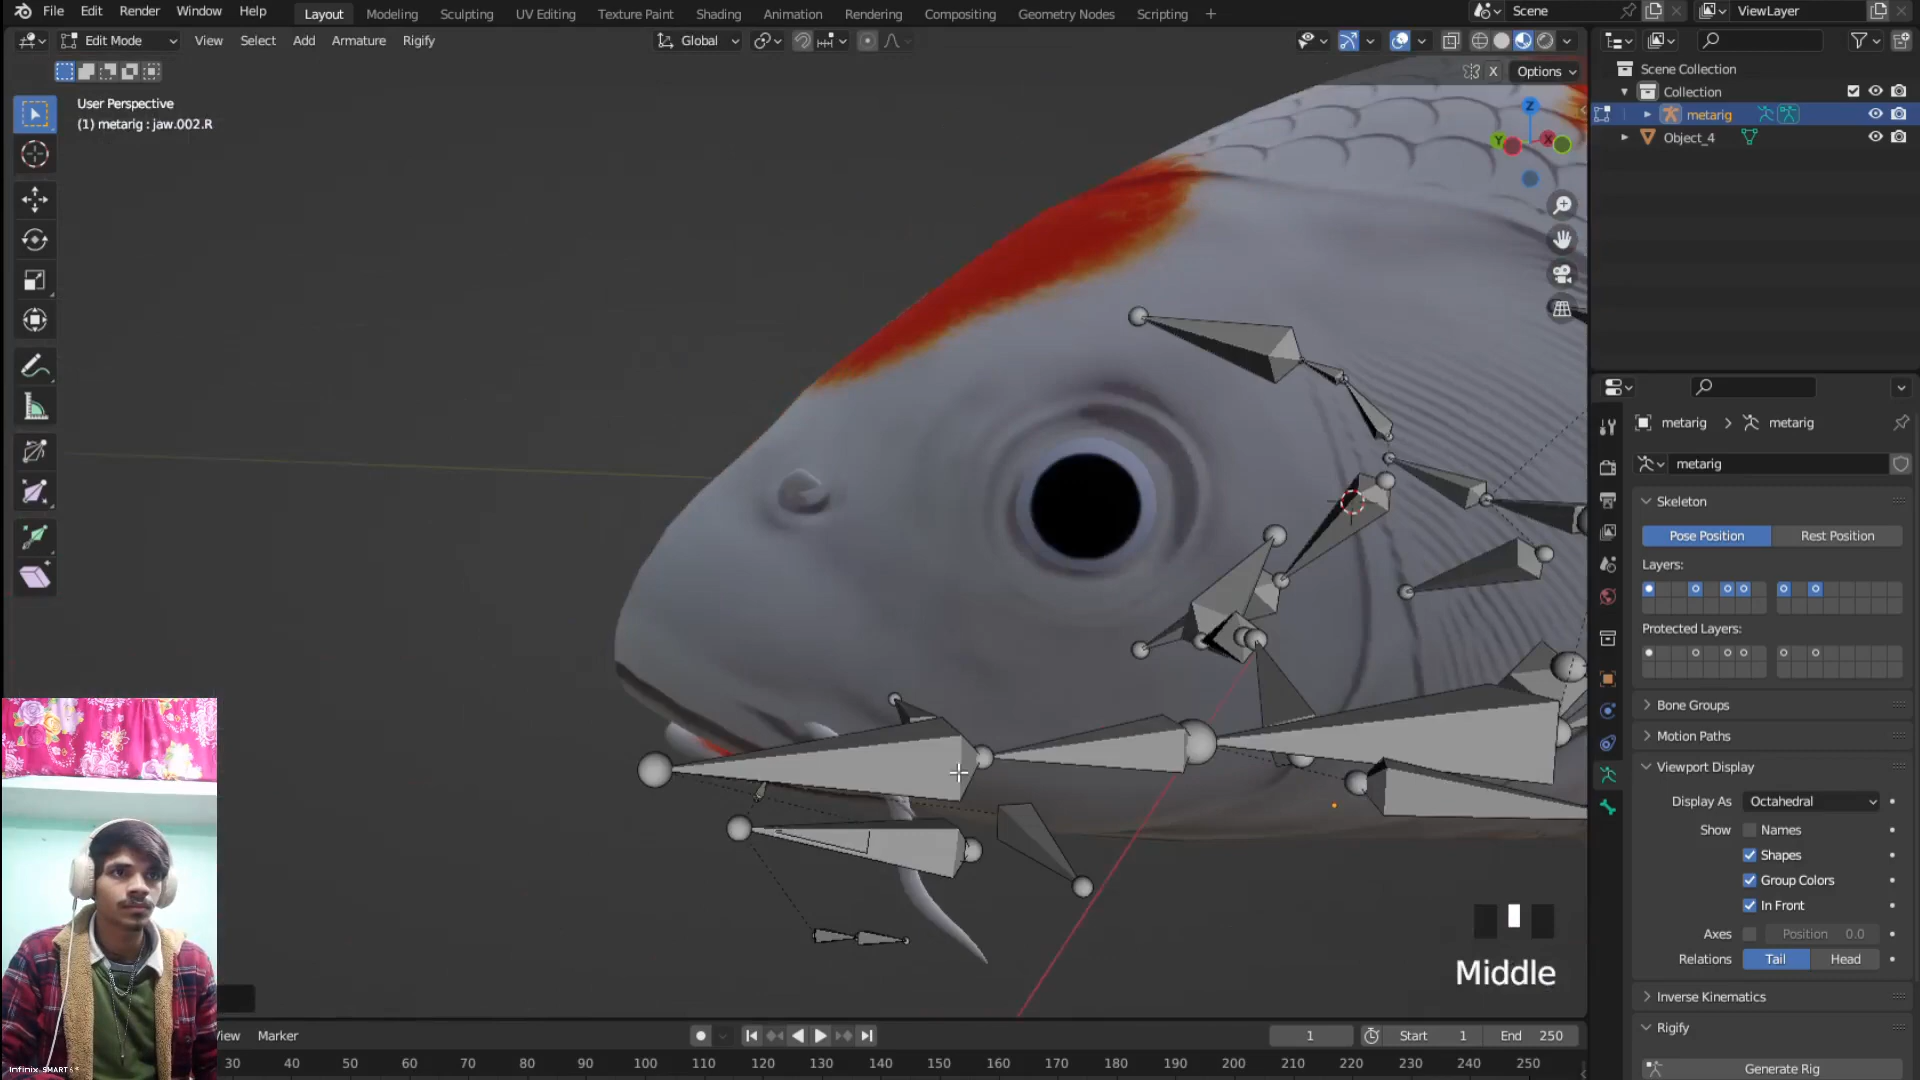 File Edit Render Window Help
Layout Modeling Sculpting UV Editing Texture Paint Shading Animation Rendering Compositing Geometry Nodes Scripting +
Scene
ViewLayer
Edit Mode View Select Add Armature Rigify
Global
X Options
User Perspective
(1) metarig : jaw.002.R
Scene Collection
Collection
metarig
Object_4
Z
Y
X
metarig > metarig
metarig
Skeleton
Pose Position Rest Position
Layers:
Protected Layers:
Bone Groups
Motion Paths
Viewport Display
Display As Octahedral
Show Names
Shapes
Group Colors
In Front
Axes Position 0.0
Relations Tail Head
Inverse Kinematics
Rigify
Generate Rig
Middle
View Marker
1 Start 1 End 250
30 40 50 60 70 80 90 100 110 120 130 140 150 160 170 180 190 200 210 220 230 240 250
Infinix SMART 6